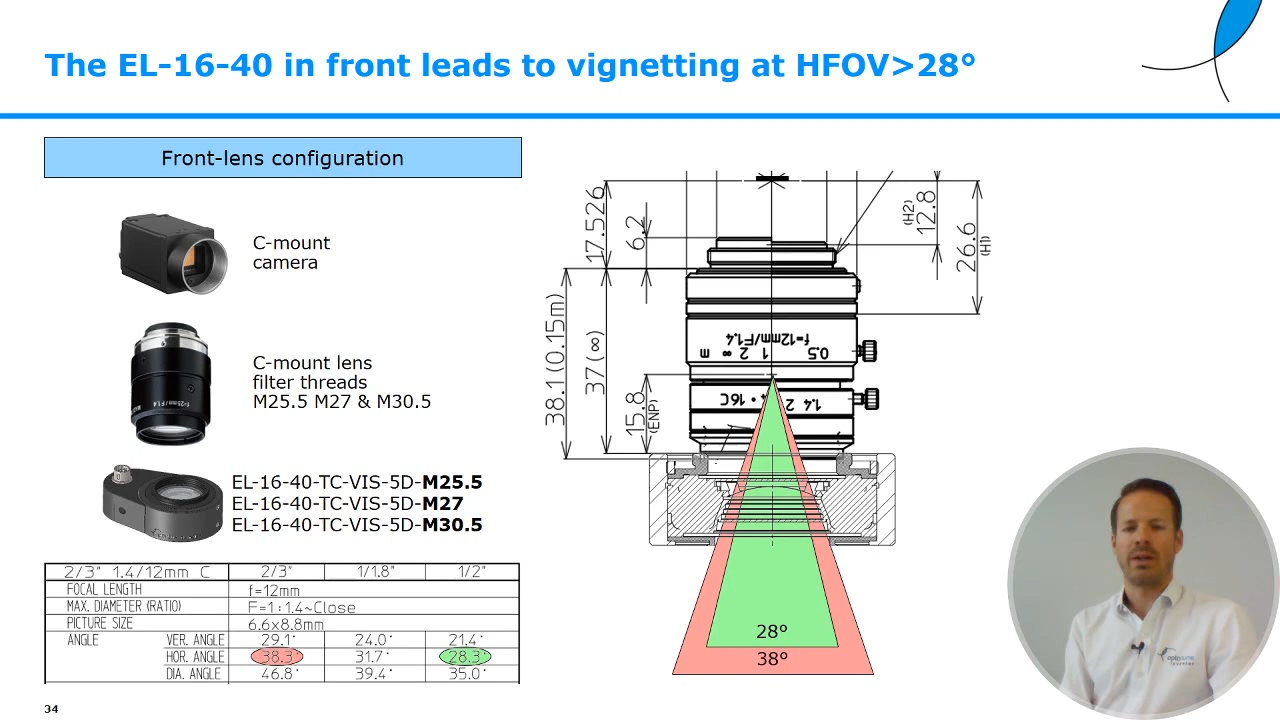 The EL-16-40 in front leads to vignetting at HFOV>28°
Front-lens configuration
C-mount
camera
C-mount lens
filter threads
M25.5 M27 & M30.5
f=25mm/F1.4
EL-16-40-TC-VIS-5D-M25.5
EL-16-40-TC-VIS-5D-M27
EL-16-40-TC-VIS-5D-M30.5
2/3" 1.4/12mm C 2/3" 1/1.8" 1/2"
FOCAL LENGTH f=12mm
MAX. DIAMETER (RATIO) F=1:1.4~Close
PICTURE SIZE 6.6x8.8mm
ANGLE VER. ANGLE 29.1° 24.0° 21.4°
HOR. ANGLE 38.3° 31.7° 28.3°
DIA. ANGLE 46.8° 39.4° 35.0°
17.526
6.2
(H2)
12.8
26.6
(H1)
38.1(0.15m)
37(∞)
15.8
(ENP)
f=12mm/F1.4
0.5 1 2 ∞ m
1.4 2 4 • 16C
28°
38°
optotune
34